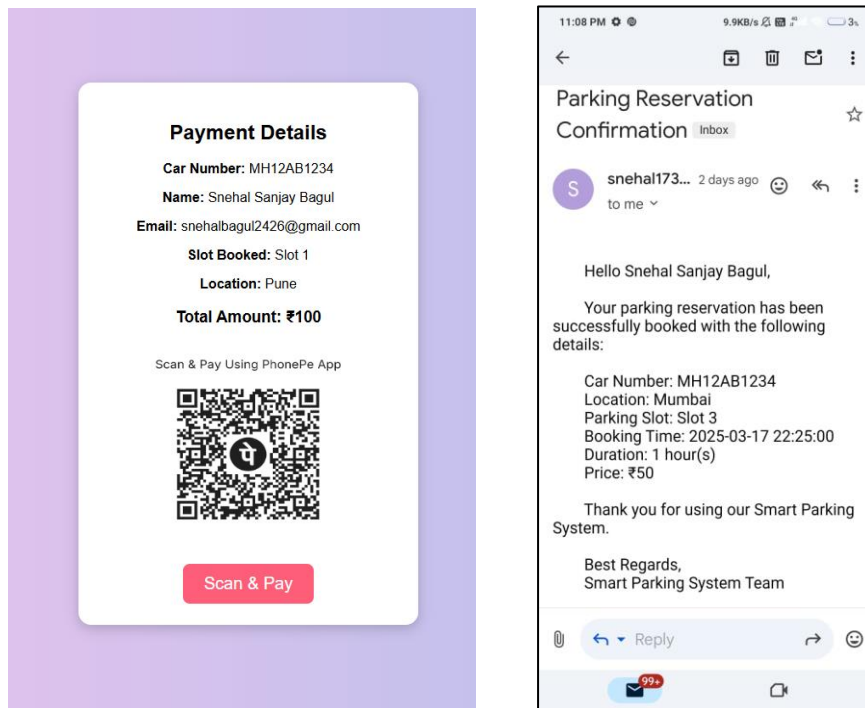 Payment Details
Car Number: MH12AB1234
Name: Snehal Sanjay Bagul
Email: snehalbagul2426@gmail.com
Slot Booked: Slot 1
Location: Pune
Total Amount: ₹100
Scan & Pay Using PhonePe App
पे
Scan & Pay
11:08 PM 9.9KB/s 3%
Parking Reservation
Confirmation Inbox
S
snehal173... 2 days ago
to me
Hello Snehal Sanjay Bagul,
Your parking reservation has been
successfully booked with the following
details:
Car Number: MH12AB1234
Location: Mumbai
Parking Slot: Slot 3
Booking Time: 2025-03-17 22:25:00
Duration: 1 hour(s)
Price: ₹50
Thank you for using our Smart Parking
System.
Best Regards,
Smart Parking System Team
Reply
99+